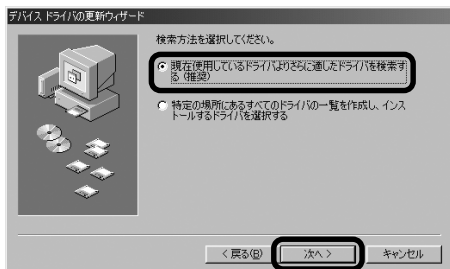 デバイス ドライバの更新ウィザード
検索方法を選択してください。
現在使用しているドライバよりさらに適したドライバを検索す
る (推奨)
特定の場所にあるすべてのドライバの一覧を作成し、インス
トールするドライバを選択する
< 戻る(B)
次へ >
キャンセル